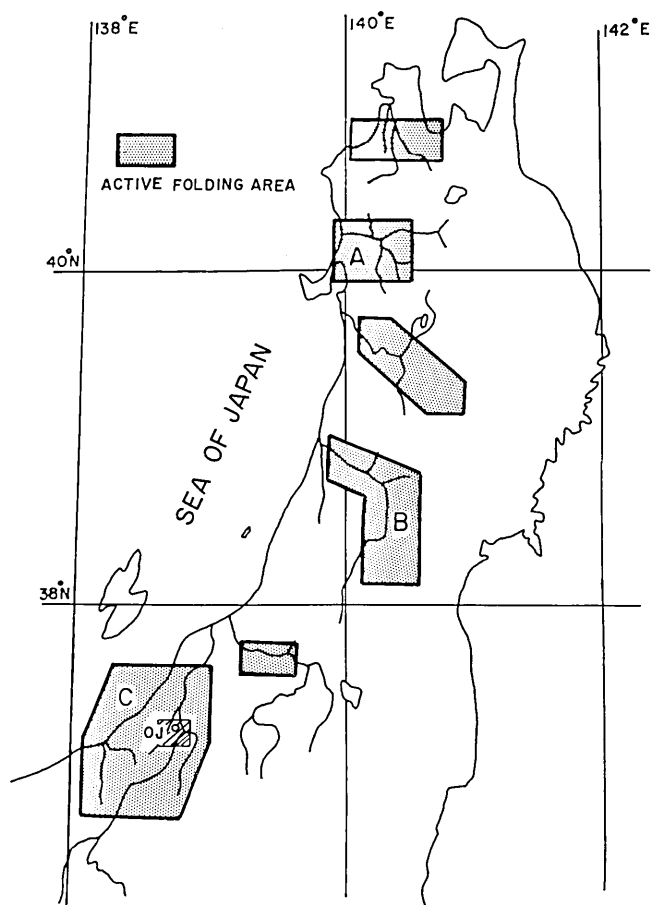 138°E
140°E
142°E
ACTIVE FOLDING AREA
A
40°N
SEA OF JAPAN
B
38°N
C
OJ